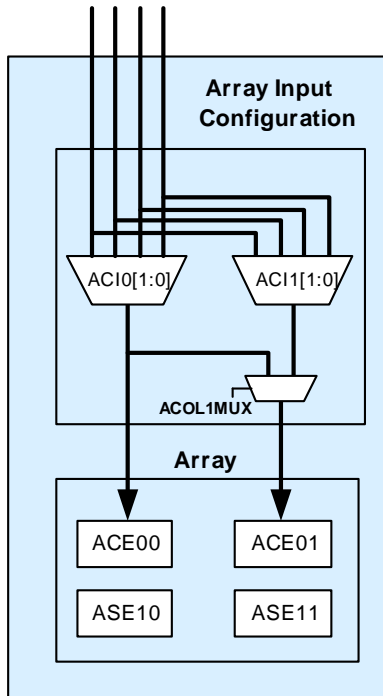 Array Input
Configuration
ACI0[1:0]
ACI1[1:0]
ACOL1MUX
Array
ACE00
ACE01
ASE10
ASE11